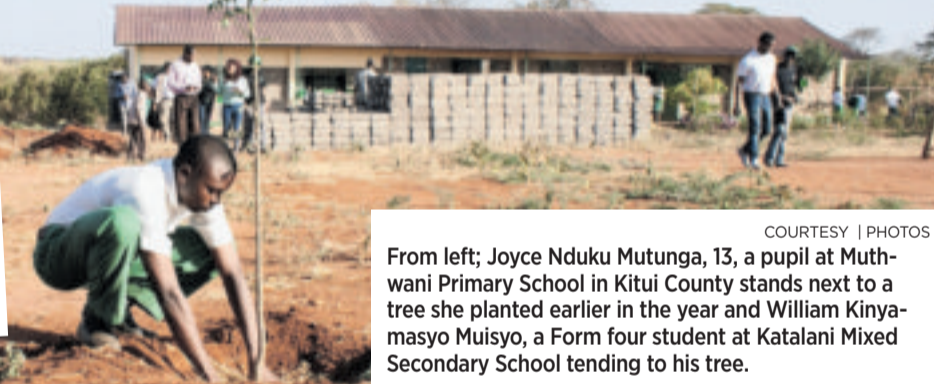 COURTESY | PHOTOS
From left; Joyce Nduku Mutunga, 13, a pupil at Muth-
wani Primary School in Kitui County stands next to a
tree she planted earlier in the year and William Kinya-
masyo Muisyo, a Form four student at Katalani Mixed
Secondary School tending to his tree.